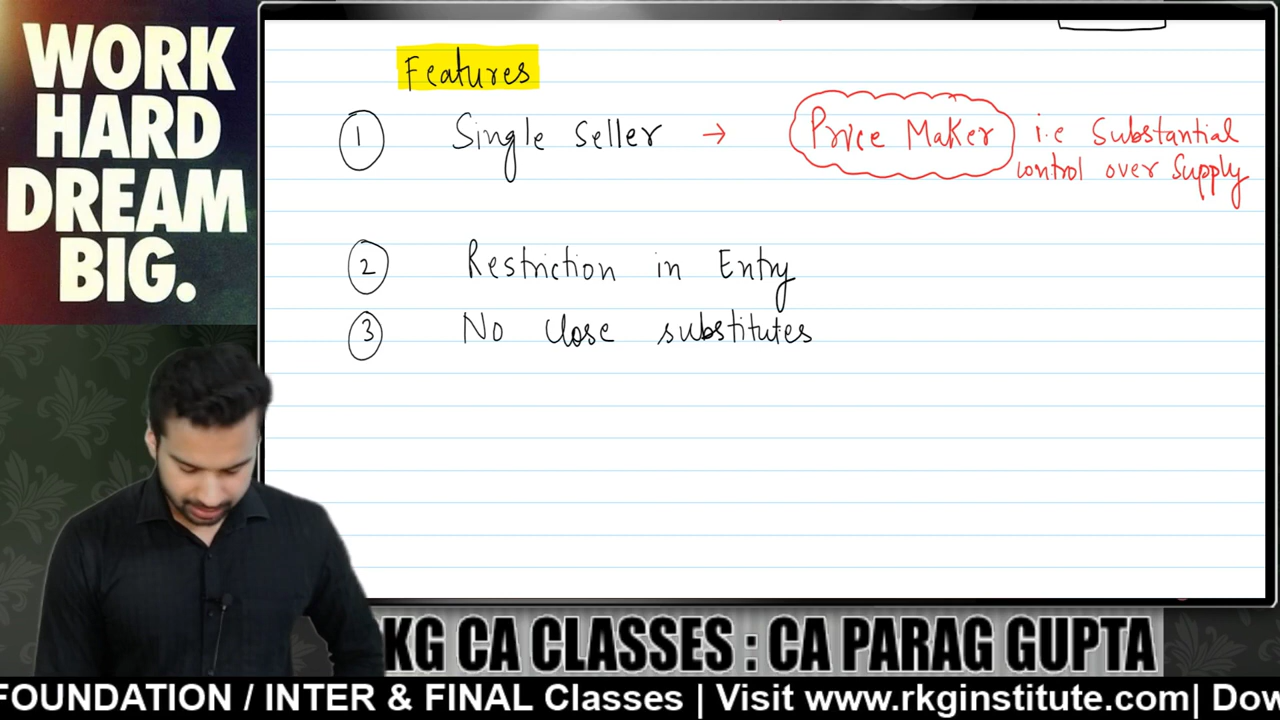 WORK
HARD
DREAM
BIG.
Features
1 Single Seller → Price Maker i.e Substantial
control over Supply
2 Restriction in Entry
3 No close substitutes
KG CA CLASSES : CA PARAG GUPTA
FOUNDATION / INTER & FINAL Classes | Visit www.rkginstitute.com| Dow